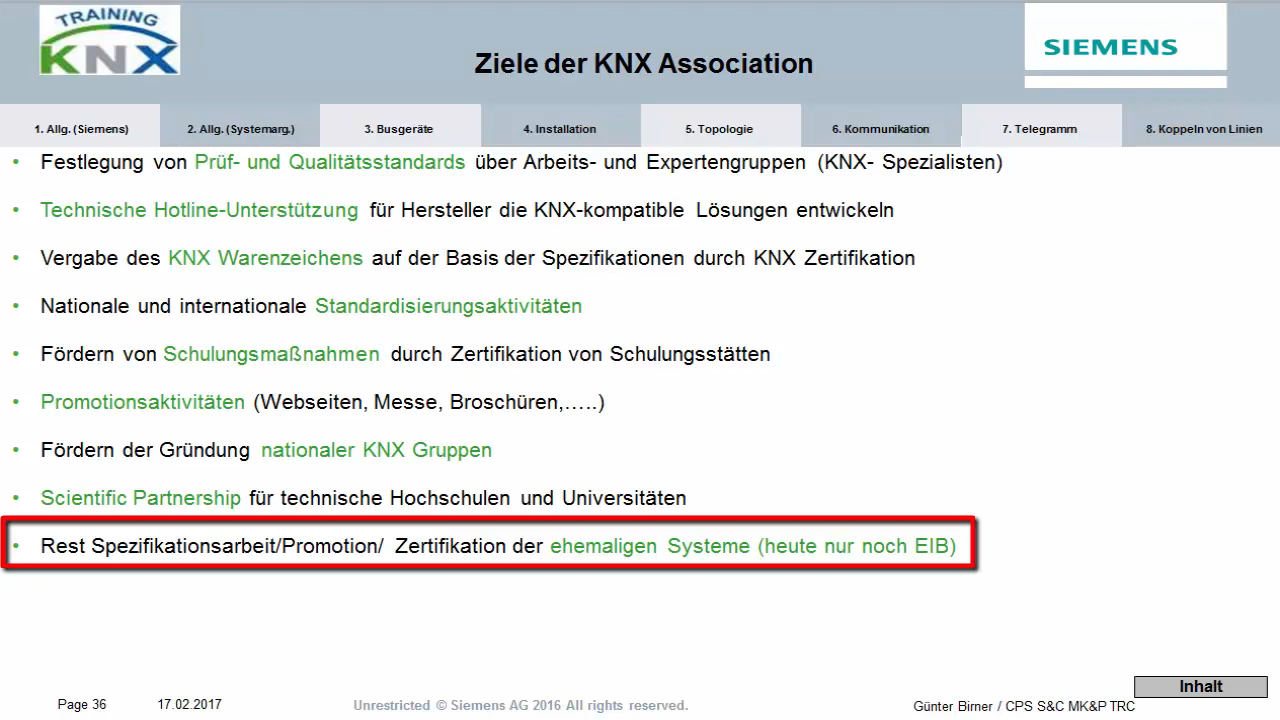 TRAINING
KNX
SIEMENS
Ziele der KNX Association
1. Allg. (Siemens) 2. Allg. (Systemarg.) 3. Busgeräte 4. Installation 5. Topologie 6. Kommunikation 7. Telegramm 8. Koppeln von Linien
• Festlegung von Prüf- und Qualitätsstandards über Arbeits- und Expertengruppen (KNX- Spezialisten)
• Technische Hotline-Unterstützung für Hersteller die KNX-kompatible Lösungen entwickeln
• Vergabe des KNX Warenzeichens auf der Basis der Spezifikationen durch KNX Zertifikation
• Nationale und internationale Standardisierungsaktivitäten
• Fördern von Schulungsmaßnahmen durch Zertifikation von Schulungsstätten
• Promotionsaktivitäten (Webseiten, Messe, Broschüren,.....)
• Fördern der Gründung nationaler KNX Gruppen
• Scientific Partnership für technische Hochschulen und Universitäten
• Rest Spezifikationsarbeit/Promotion/ Zertifikation der ehemaligen Systeme (heute nur noch EIB)
Inhalt
Page 36 17.02.2017 Unrestricted © Siemens AG 2016 All rights reserved. Günter Birner / CPS S&C MK&P TRC